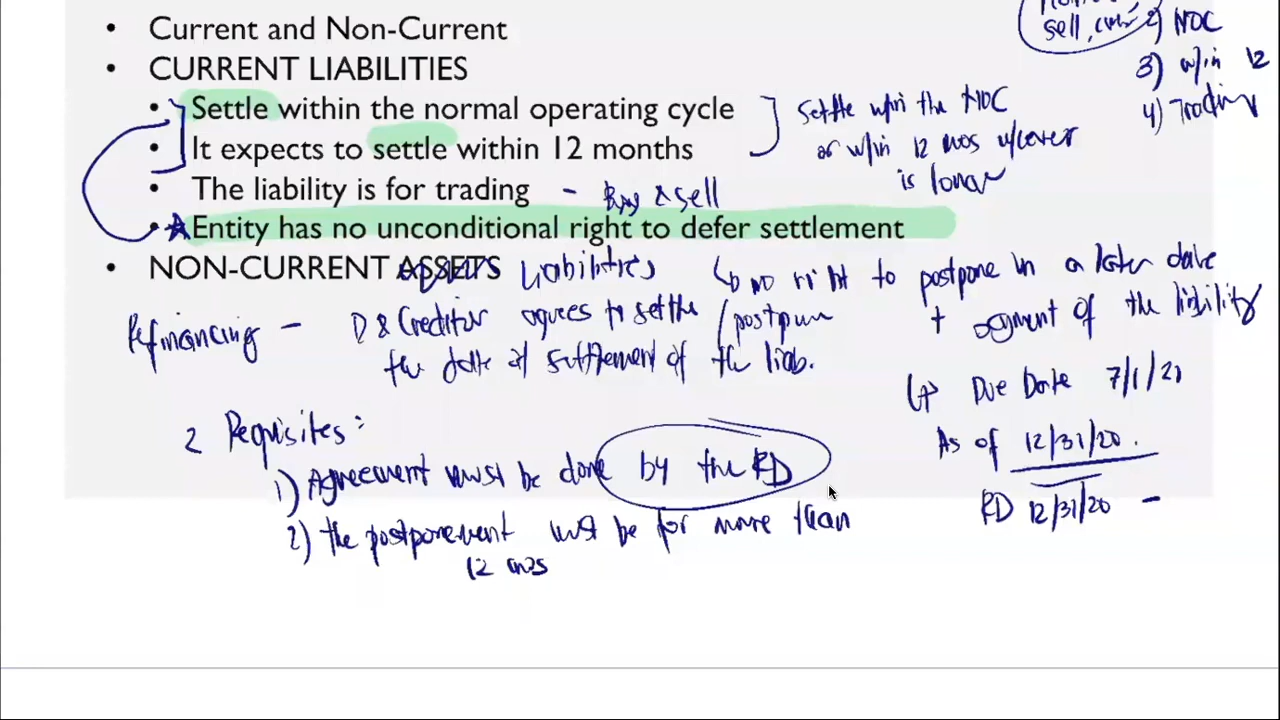 sell,
2) NOC
• Current and Non-Current
• CURRENT LIABILITIES
3) w/in 12
• Settle within the normal operating cycle
Settle w/in the NOC
4) Trading
• It expects to settle within 12 months
or w/in 12 mos w/cever
is longer
• The liability is for trading - Buy & sell
• Entity has no unconditional right to defer settlement
• NON-CURRENT ASSETS Liabilities
no right to postpone in a later date
Refinancing - D & Creditor agrees to settle / postpone
+ of the liability
the date of settlement of the liab.
Due Date 7/1/21
2 Requisites:
As of 12/31/20.
1) Agreement must be done by the RD
RD 12/31/20 -
2) the postponement must be for more than
12 mos